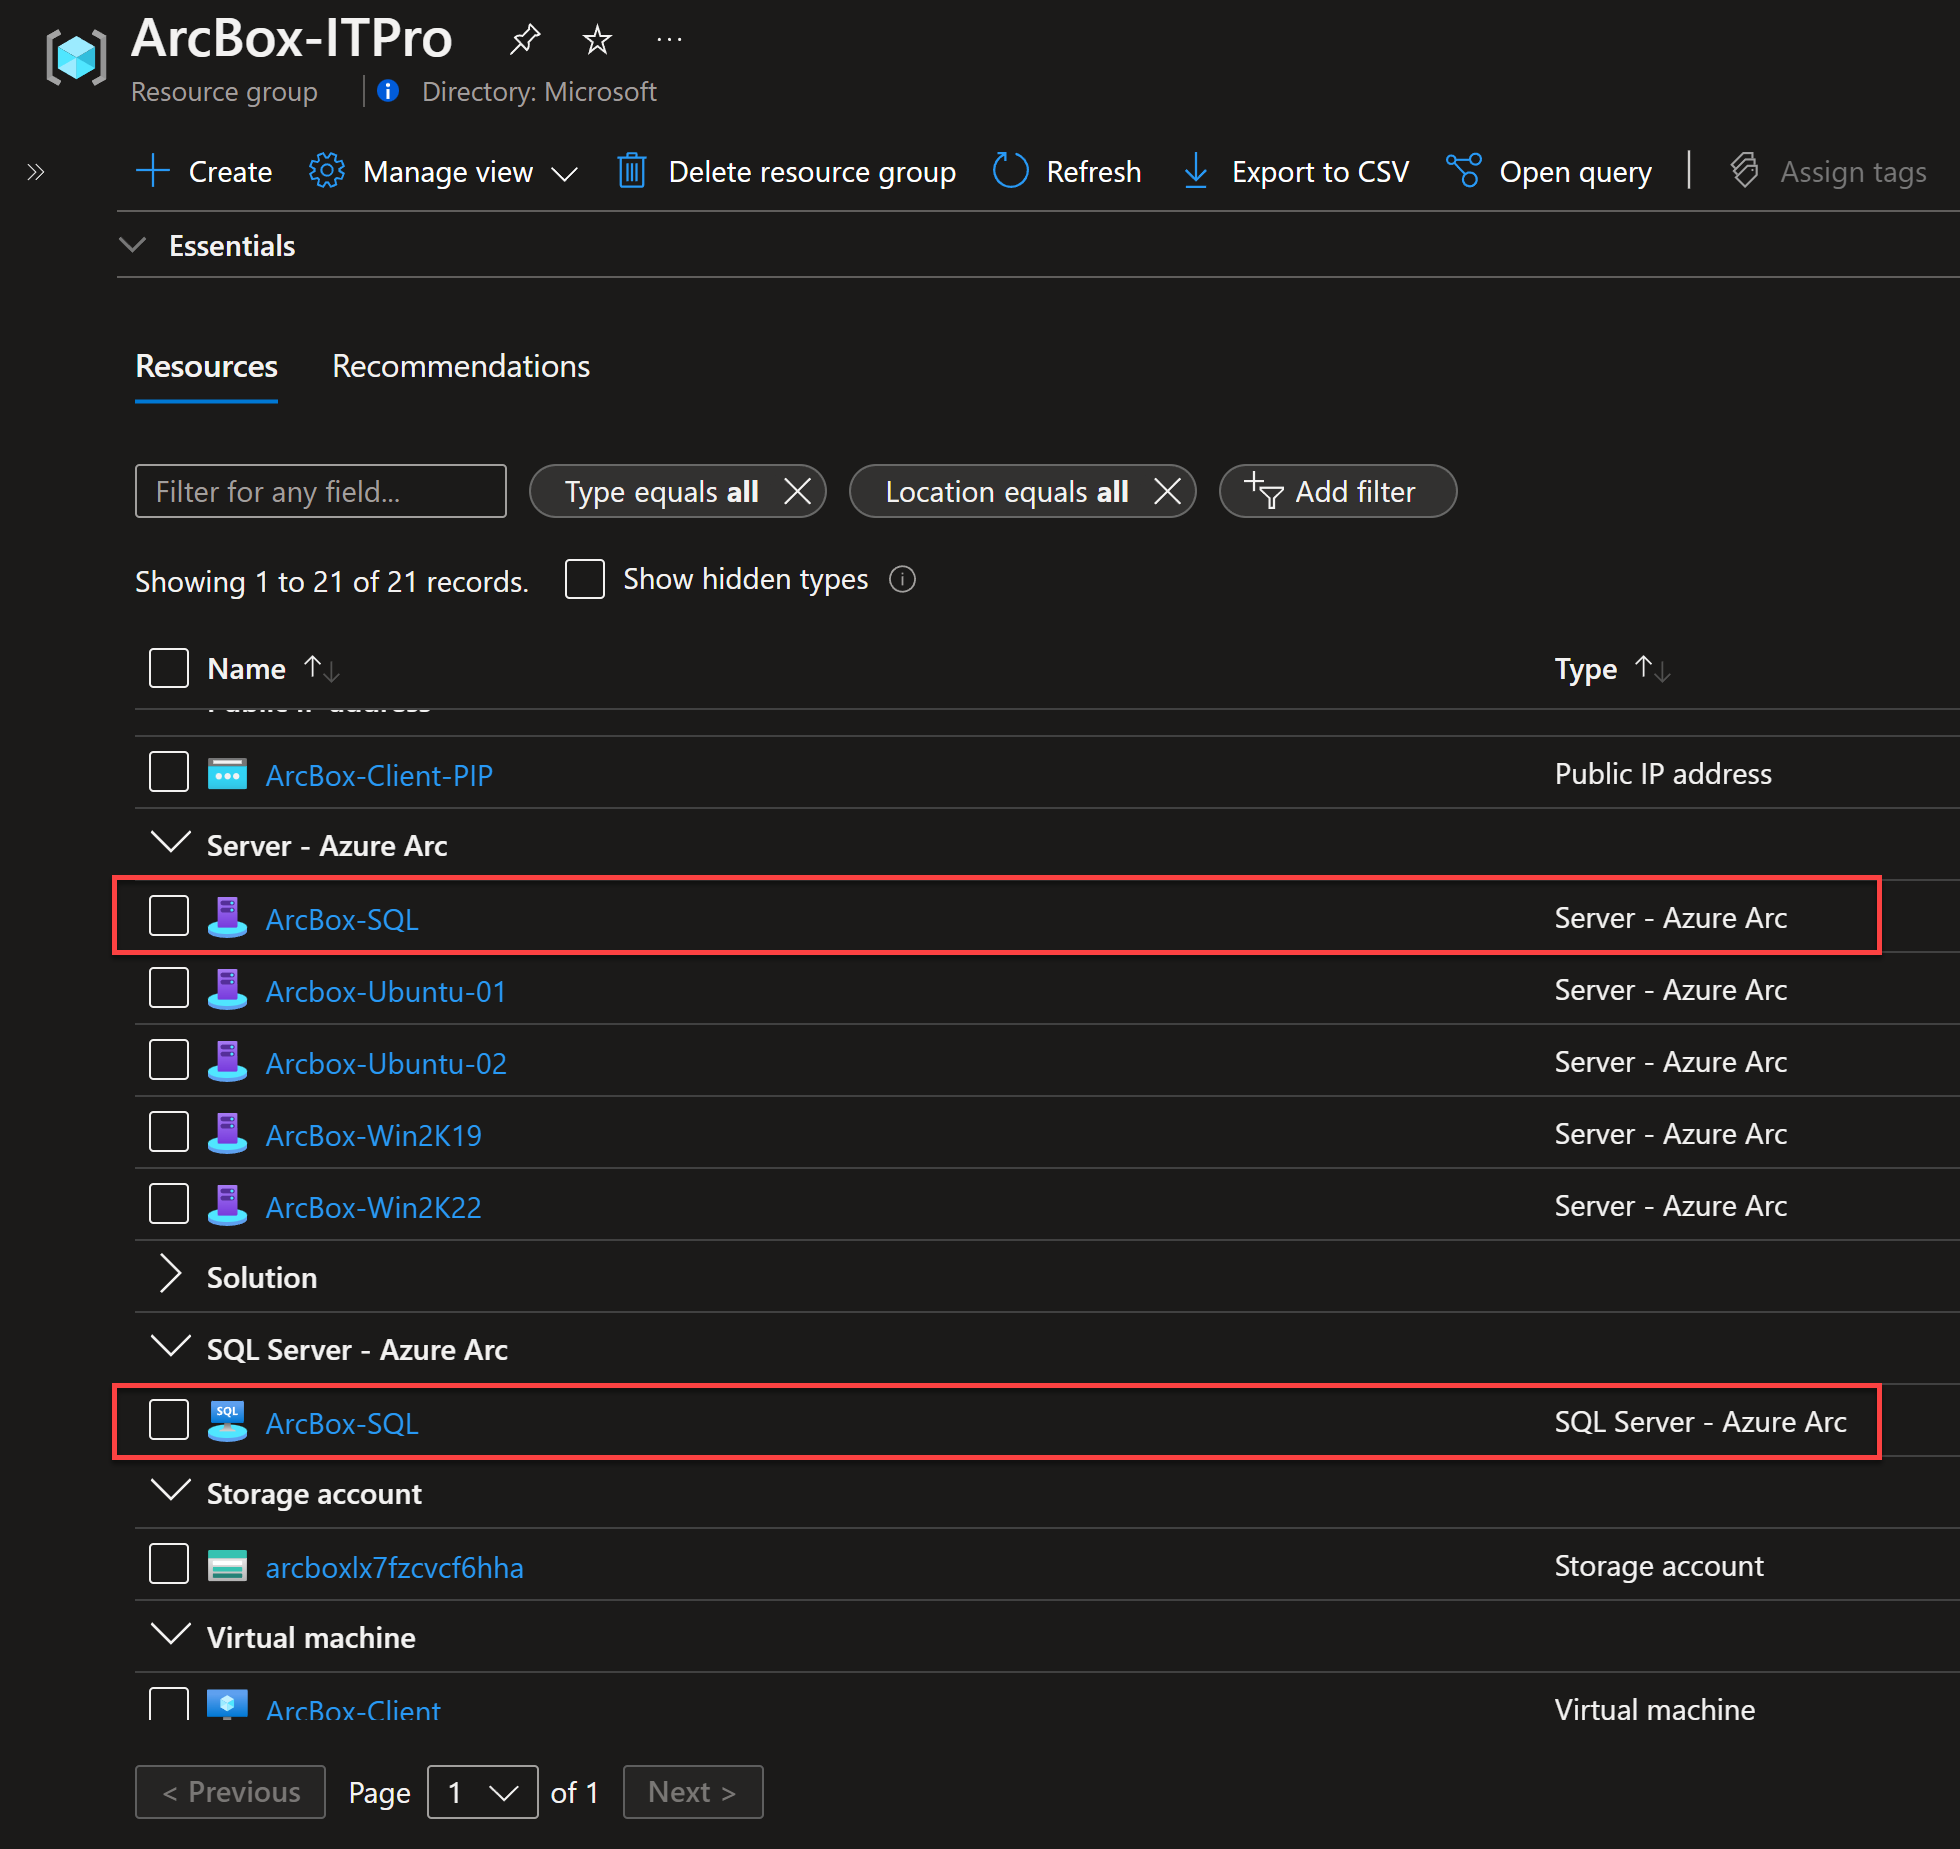 ArcBox-ITPro
Resource group
Directory: Microsoft
Create
Manage view
Delete resource group
Refresh
Export to CSV
Open query
Assign tags
Essentials
Resources
Recommendations
Filter for any field...
Type equals all
Location equals all
Add filter
Showing 1 to 21 of 21 records.
Show hidden types
Name
Type
Public IP address
ArcBox-Client-PIP
Public IP address
Server - Azure Arc
ArcBox-SQL
Server - Azure Arc
Arcbox-Ubuntu-01
Server - Azure Arc
Arcbox-Ubuntu-02
Server - Azure Arc
ArcBox-Win2K19
Server - Azure Arc
ArcBox-Win2K22
Server - Azure Arc
Solution
SQL Server - Azure Arc
SQL
ArcBox-SQL
SQL Server - Azure Arc
Storage account
arcboxlx7fzcvcf6hha
Storage account
Virtual machine
ArcBox-Client
Virtual machine
< Previous
Page
1
of 1
Next >